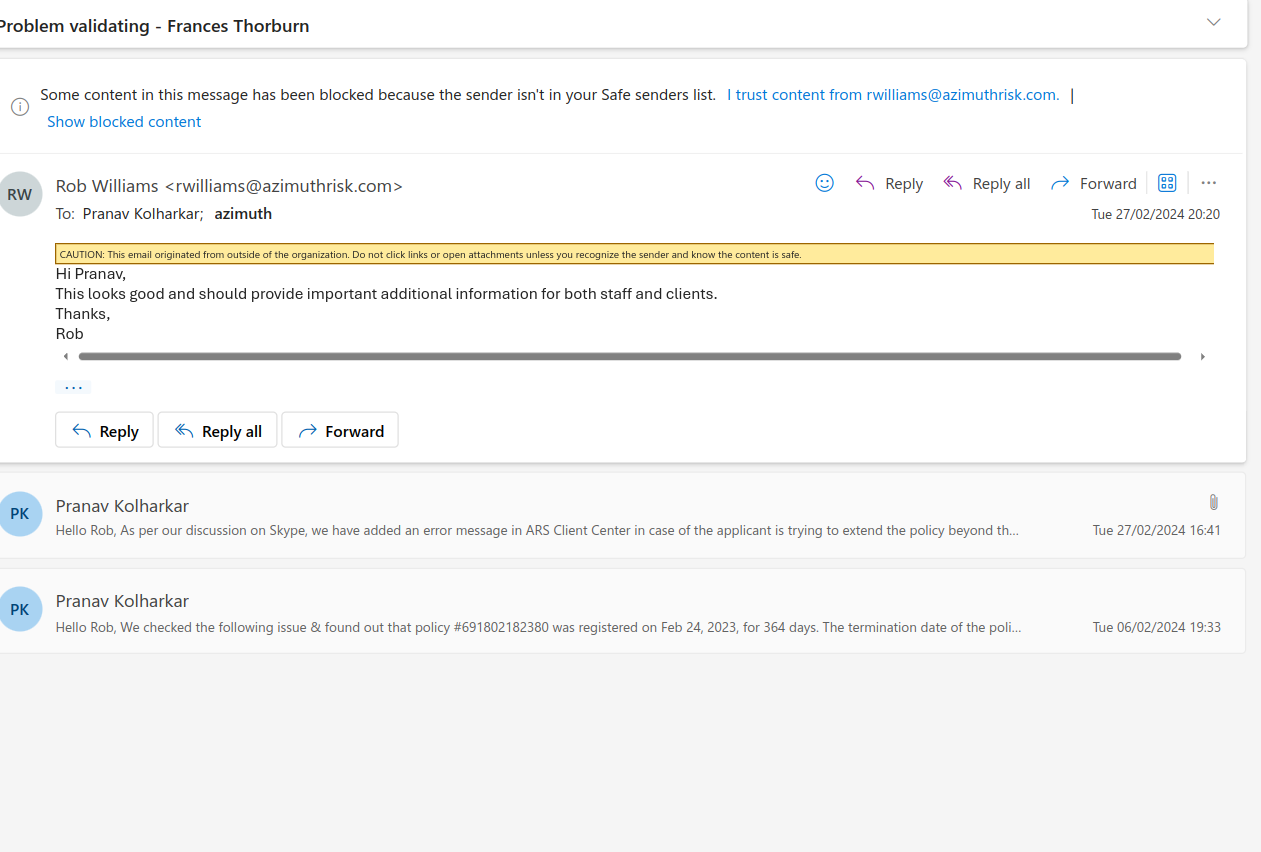 Problem validating - Frances Thorburn
Some content in this message has been blocked because the sender isn't in your Safe senders list. I trust content from rwilliams@azimuthrisk.com. |
Show blocked content
RW
Rob Williams <rwilliams@azimuthrisk.com>
Reply
Reply all
Forward
To: Pranav Kolharkar; azimuth
Tue 27/02/2024 20:20
CAUTION: This email originated from outside of the organization. Do not click links or open attachments unless you recognize the sender and know the content is safe.
Hi Pranav,
This looks good and should provide important additional information for both staff and clients.
Thanks,
Rob
...
Reply
Reply all
Forward
PK
Pranav Kolharkar
Hello Rob, As per our discussion on Skype, we have added an error message in ARS Client Center in case of the applicant is trying to extend the policy beyond th...
Tue 27/02/2024 16:41
PK
Pranav Kolharkar
Hello Rob, We checked the following issue & found out that policy #691802182380 was registered on Feb 24, 2023, for 364 days. The termination date of the poli...
Tue 06/02/2024 19:33